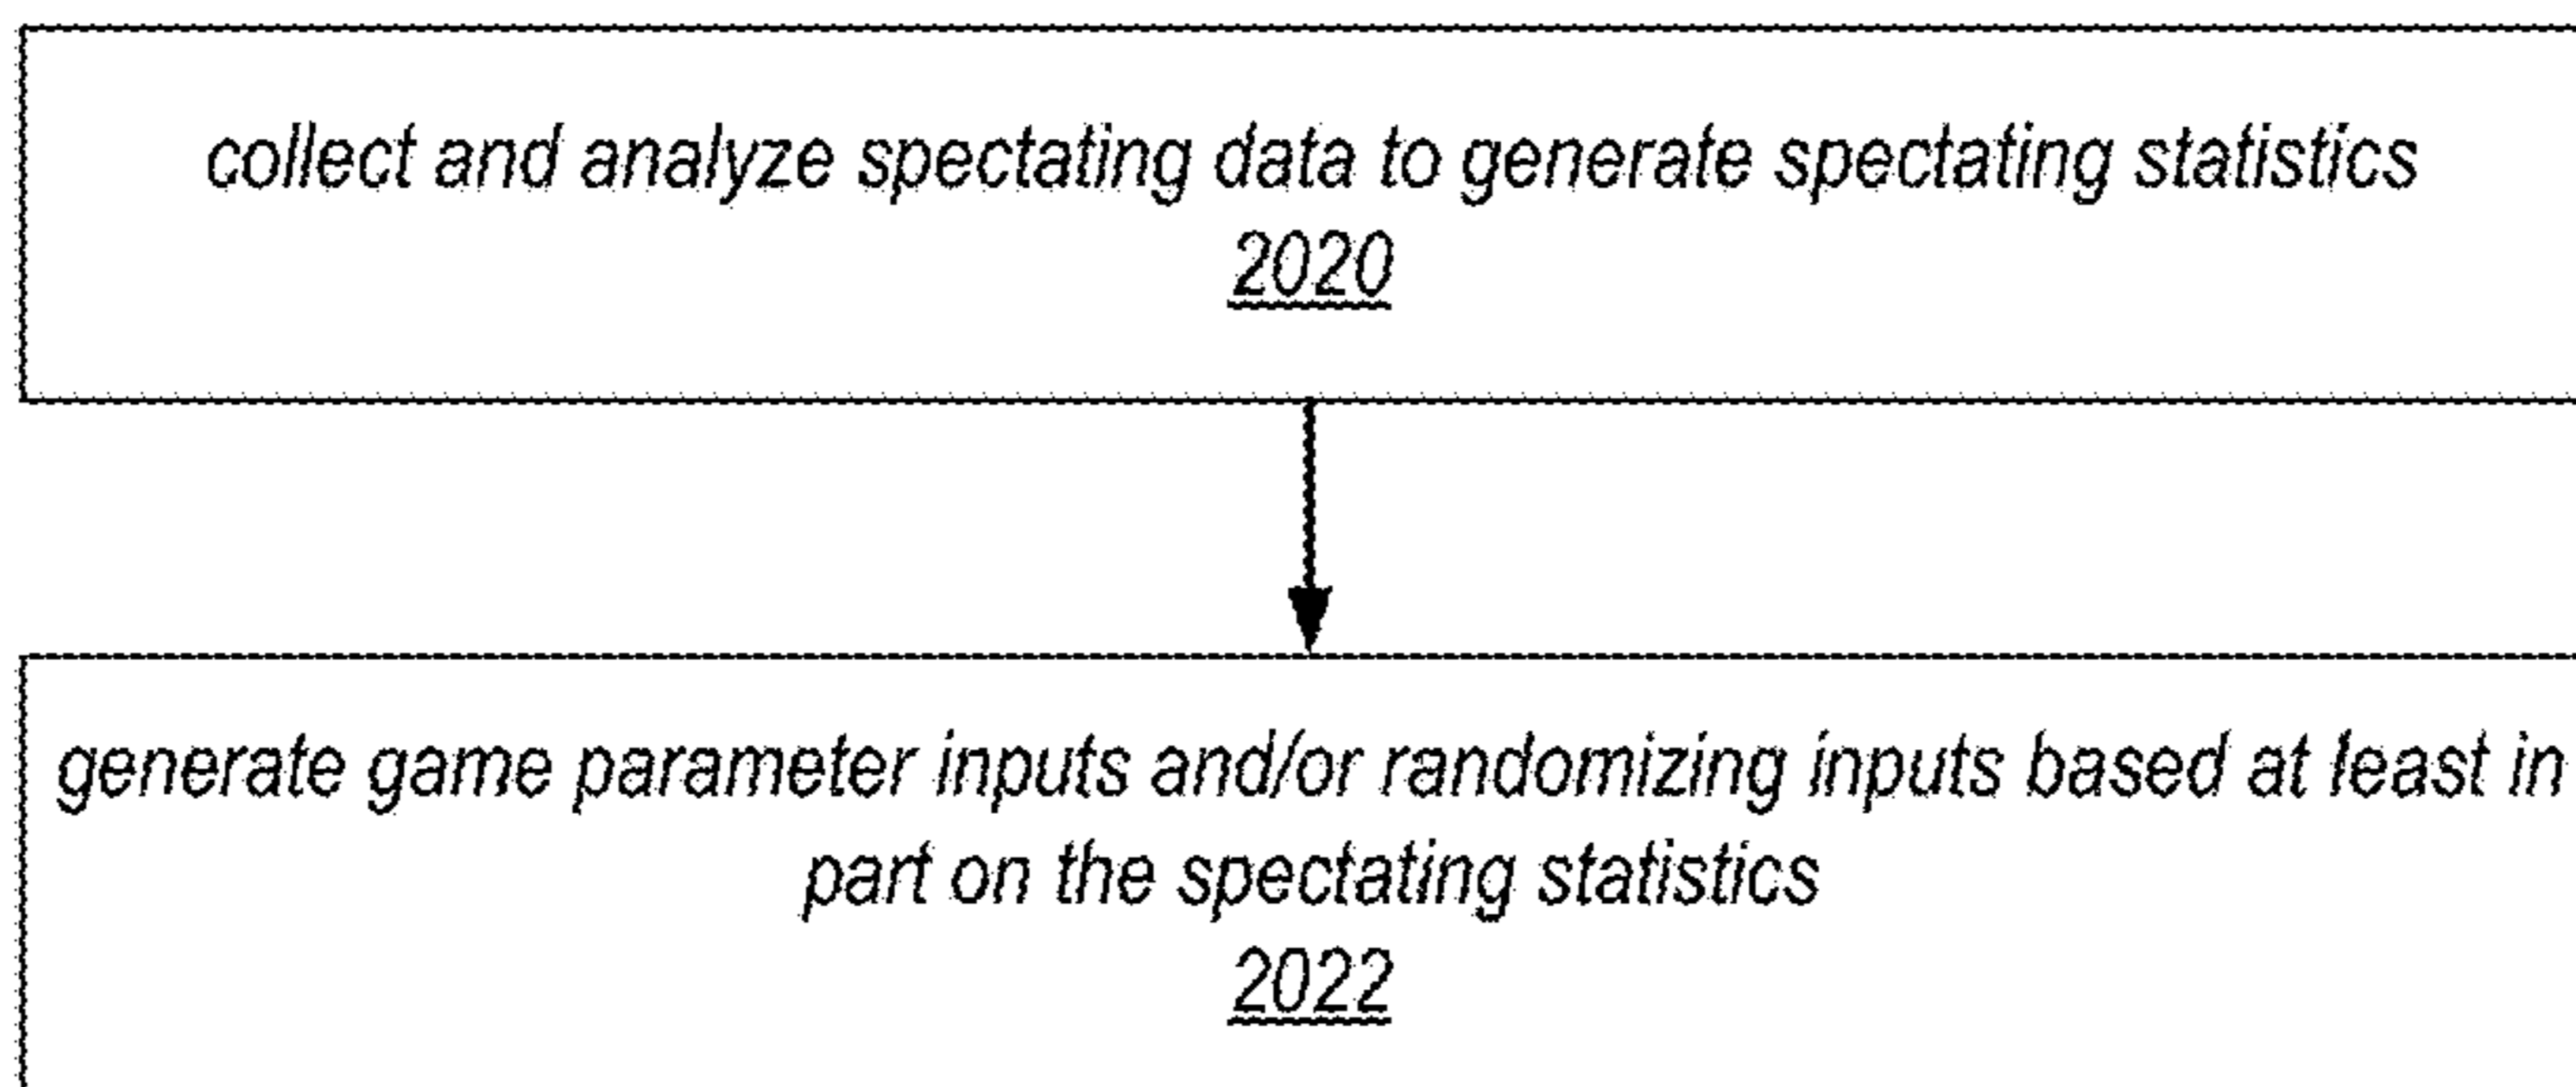 collect and analyze spectating data to generate spectating statistics
2020
generate game parameter inputs and/or randomizing inputs based at least in
part on the spectating statistics
2022